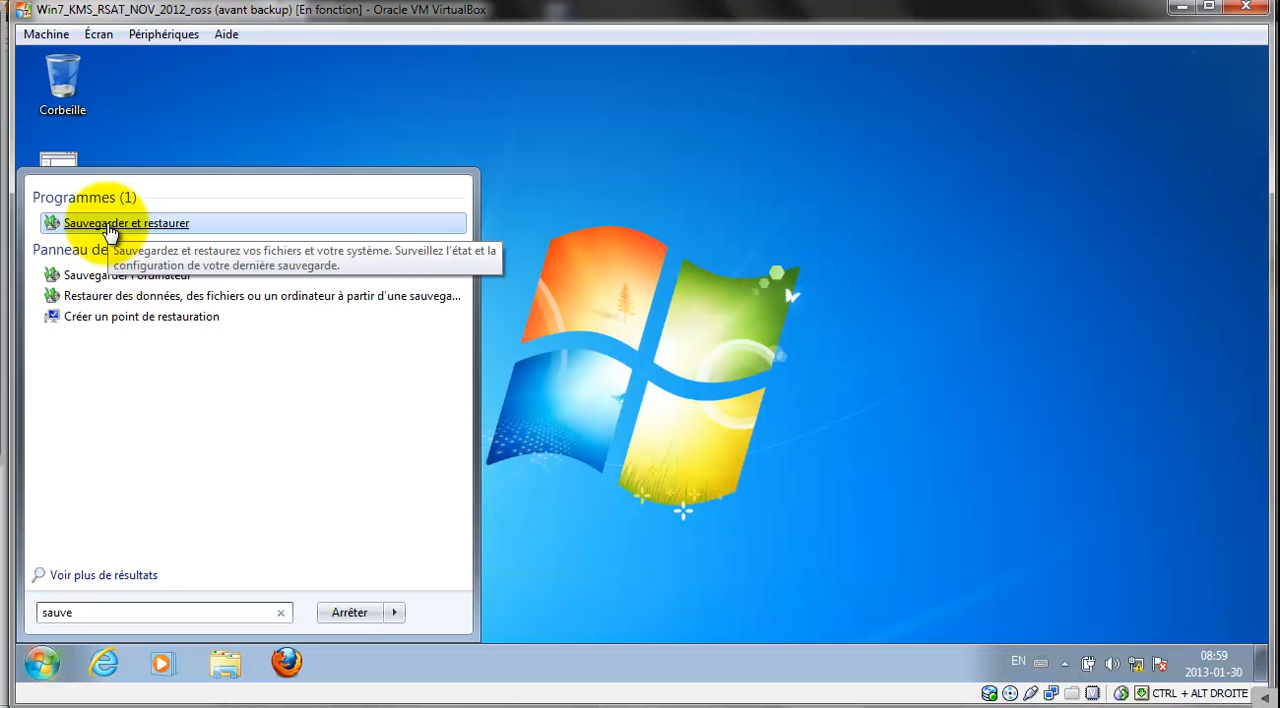 Win7_KMS_RSAT_NOV_2012_ross (avant backup) [En fonction] - Oracle VM VirtualBox
Machine Écran Périphériques Aide
Corbeille
Programmes (1)
Sauvegarder et restaurer
Panneau de
Sauvegardez et restaurez vos fichiers et votre système. Surveillez l'état et la
configuration de votre dernière sauvegarde.
Sauvegarder l'ordinateur
Restaurer des données, des fichiers ou un ordinateur à partir d'une sauvega...
Créer un point de restauration
Voir plus de résultats
sauve
Arrêter
EN
08:59
2013-01-30
CTRL + ALT DROITE